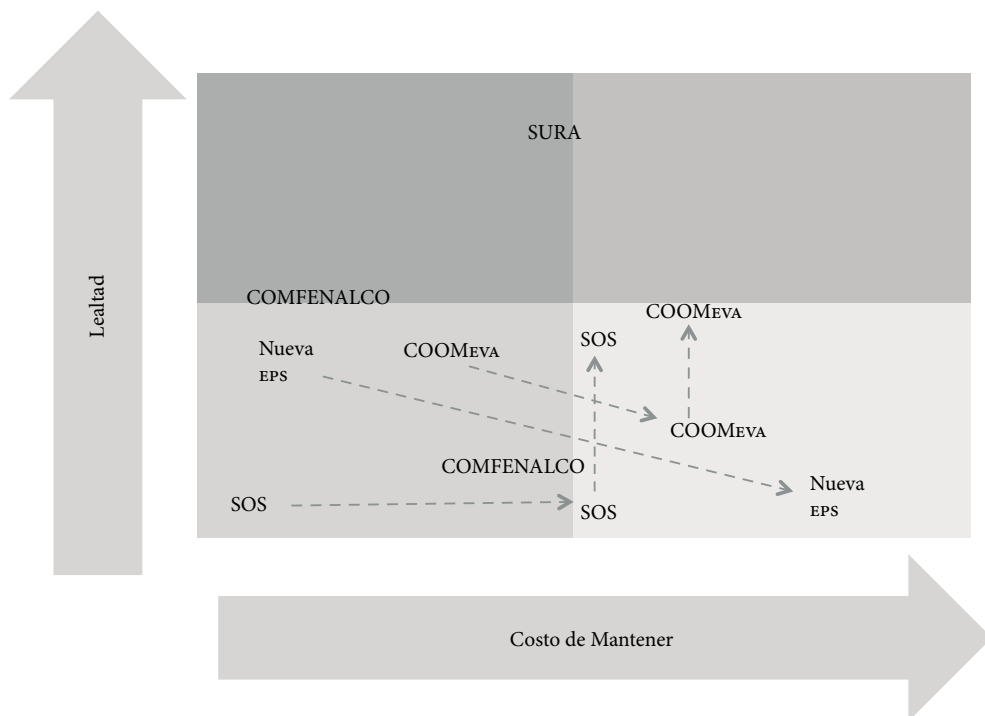 SURA
Lealtad
COMFENALCO
COOMEVA
SOS
Nueva
EPS
COOMEVA
COOMEVA
COMFENALCO
Nueva
EPS
SOS
SOS
Costo de Mantener